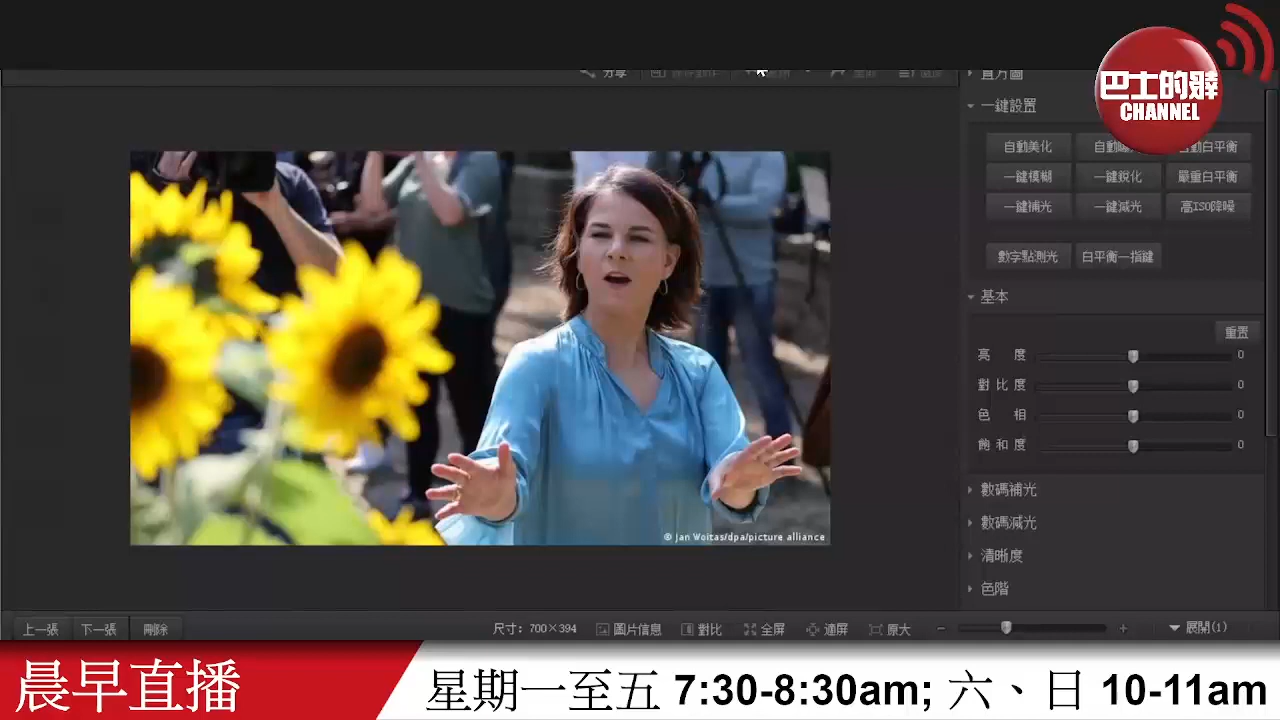 分享
直方圖
巴士的報
CHANNEL
一鍵設置
自動美化
自動白平衡
一鍵模糊 一鍵銳化 嚴重白平衡
一鍵補光 一鍵減光 高ISO降噪
數字點測光 白平衡一指鍵
基本
重置
亮 度 0
對比度 0
色 相 0
飽和度 0
數碼補光
數碼減光
清晰度
色階
© Jan Woitas/dpa/picture alliance
上一張 下一張 刪除 尺寸: 700×394 圖片信息 對比 全屏 適屏 原大 − + 展開(1)
晨早直播
星期一至五 7:30-8:30am; 六、日 10-11am